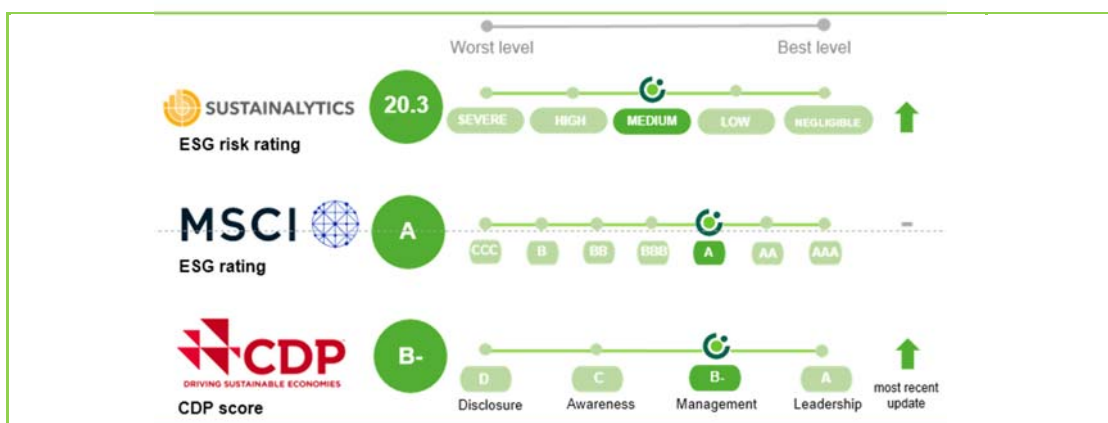 Worst level
Best level
SUSTAINALYTICS
ESG risk rating
20.3
SEVERE
HIGH
MEDIUM
LOW
NEGLIGIBLE
MSCI
ESG rating
A
CCC
B
BB
BBB
A
AA
AAA
-
CDP
DRIVING SUSTAINABLE ECONOMIES
CDP score
B-
D
C
B-
A
Disclosure
Awareness
Management
Leadership
most recent
update